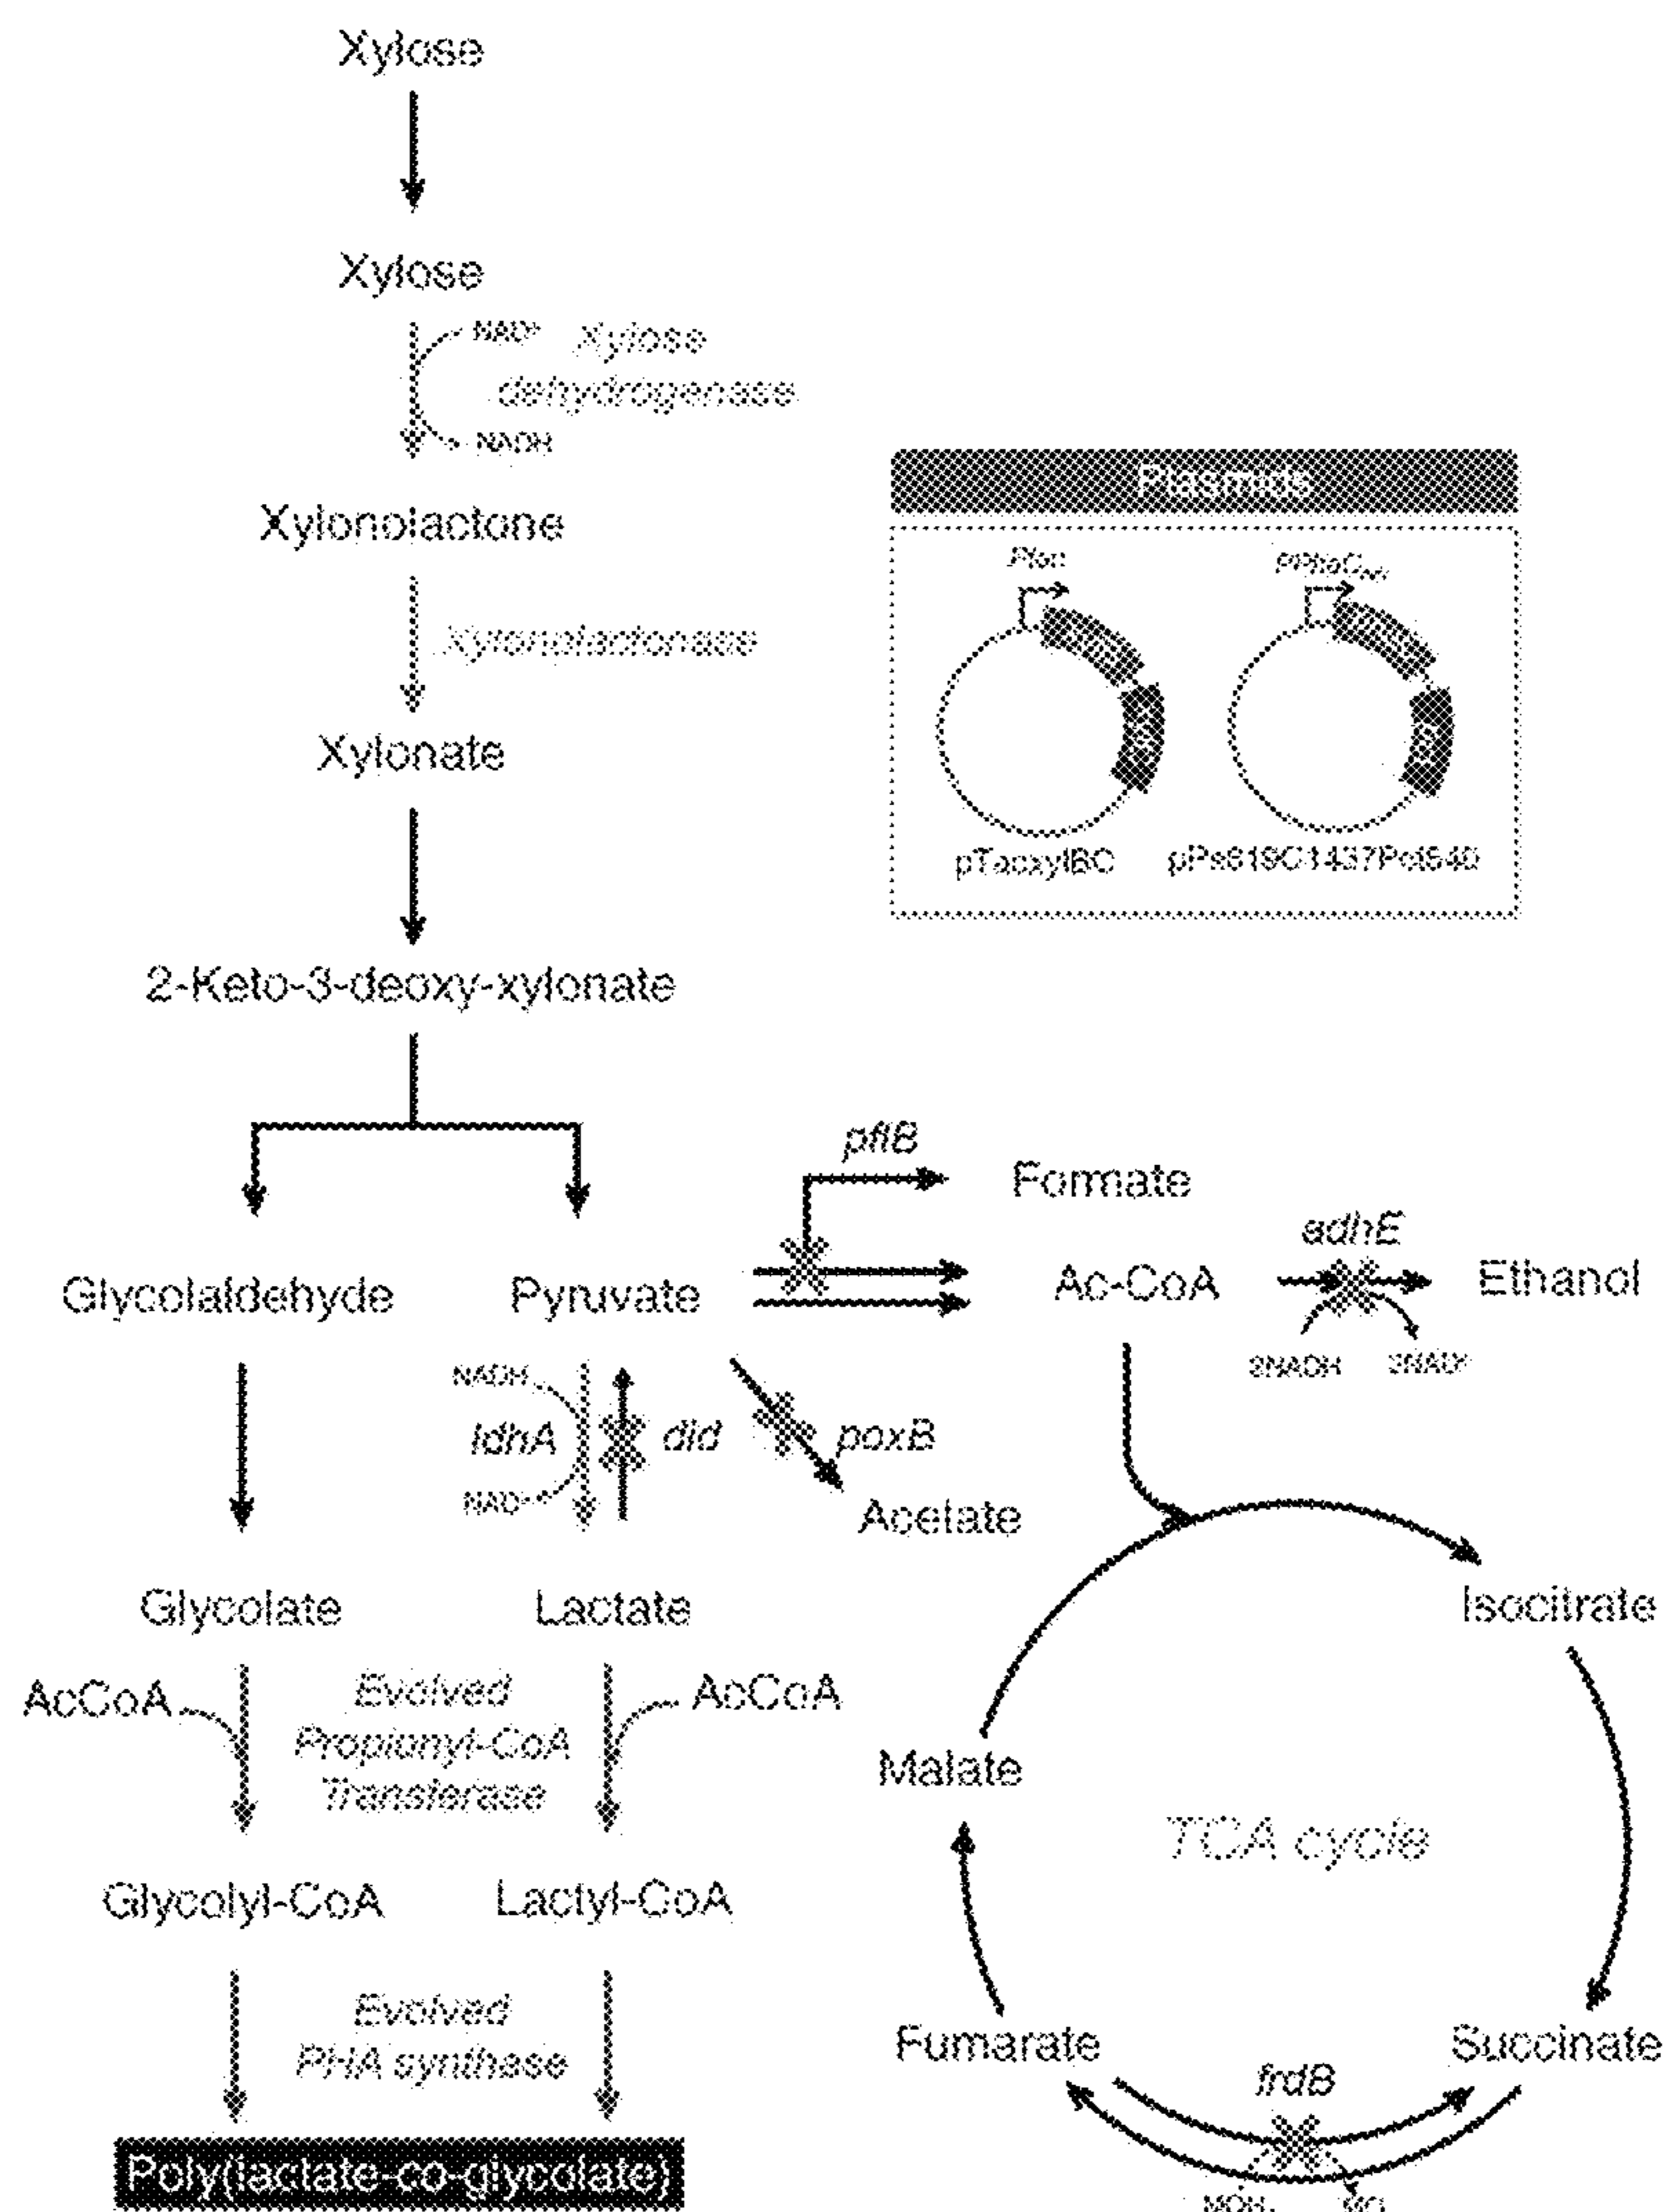 Xylose
Xylose
NAD+
Xylose
dehydrogenase
NADH
Xylonolactone
Xylonolactonase
Xylonate
2-Keto-3-deoxy-xylonate
Plasmids
pTacxylBC
pPs619C1437Pct540
Glycolaldehyde
Pyruvate
pflB
Formate
Ac-CoA
adhE
Ethanol
2NADH
2NAD+
NADH
ldhA
NAD+
dld
poxB
Acetate
Glycolate
Lactate
AcCoA
Evolved
Propionyl-CoA
Transferase
AcCoA
Glycolyl-CoA
Lactyl-CoA
Evolved
PHA synthase
Poly(lactate-co-glycolate)
Isocitrate
Malate
TCA cycle
Fumarate
Succinate
frdB